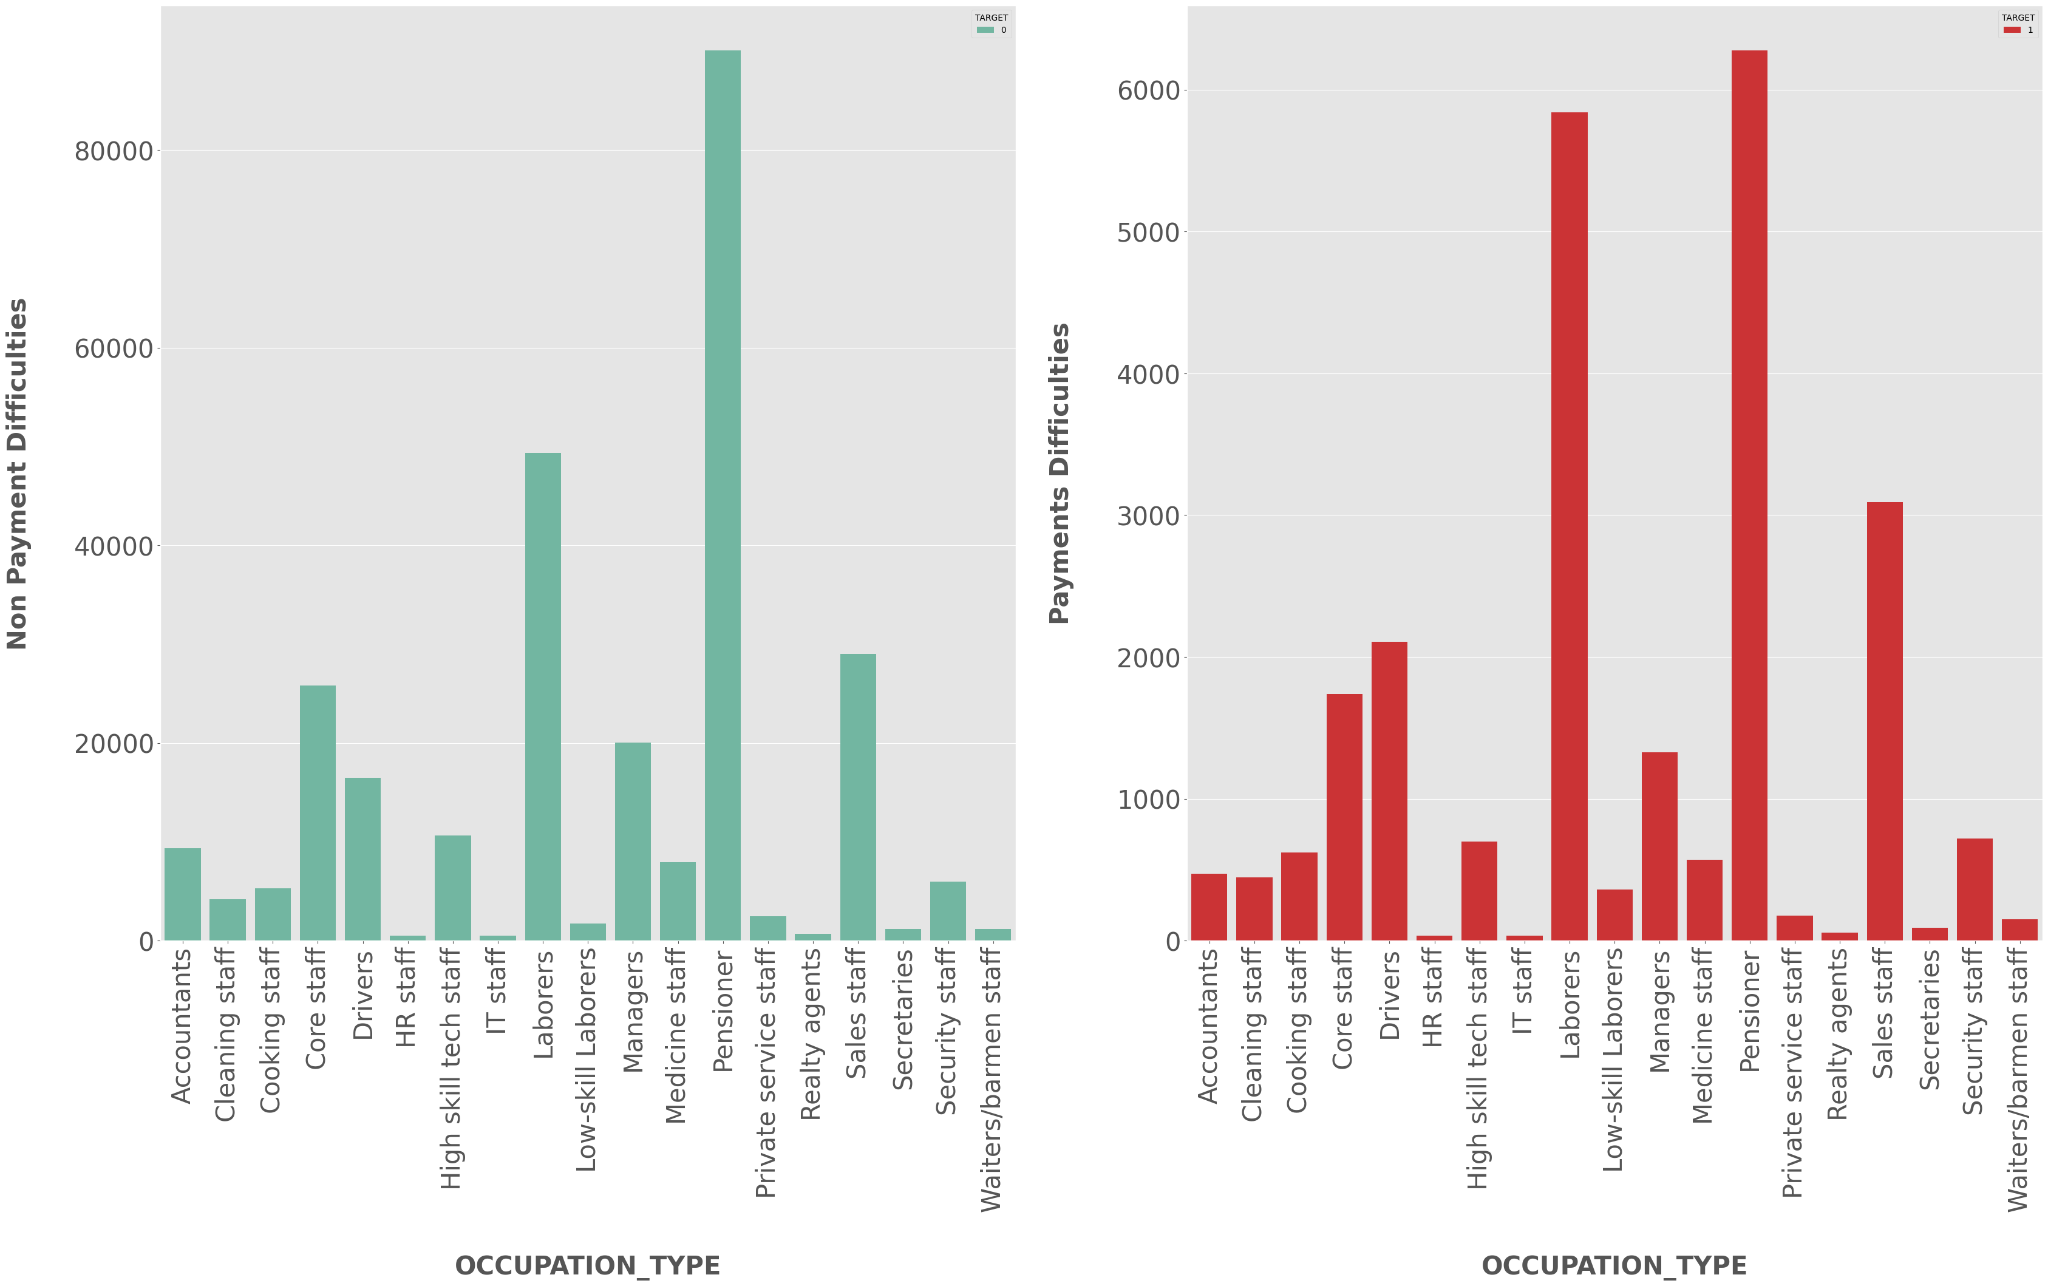 Non Payment Difficulties
80000
60000
40000
20000
0
TARGET
0
Accountants
Cleaning staff
Cooking staff
Core staff
Drivers
HR staff
High skill tech staff
IT staff
Laborers
Low-skill Laborers
Managers
Medicine staff
Pensioner
Private service staff
Realty agents
Sales staff
Secretaries
Security staff
Waiters/barmen staff
OCCUPATION_TYPE
Payments Difficulties
6000
5000
4000
3000
2000
1000
0
TARGET
1
Accountants
Cleaning staff
Cooking staff
Core staff
Drivers
HR staff
High skill tech staff
IT staff
Laborers
Low-skill Laborers
Managers
Medicine staff
Pensioner
Private service staff
Realty agents
Sales staff
Secretaries
Security staff
Waiters/barmen staff
OCCUPATION_TYPE